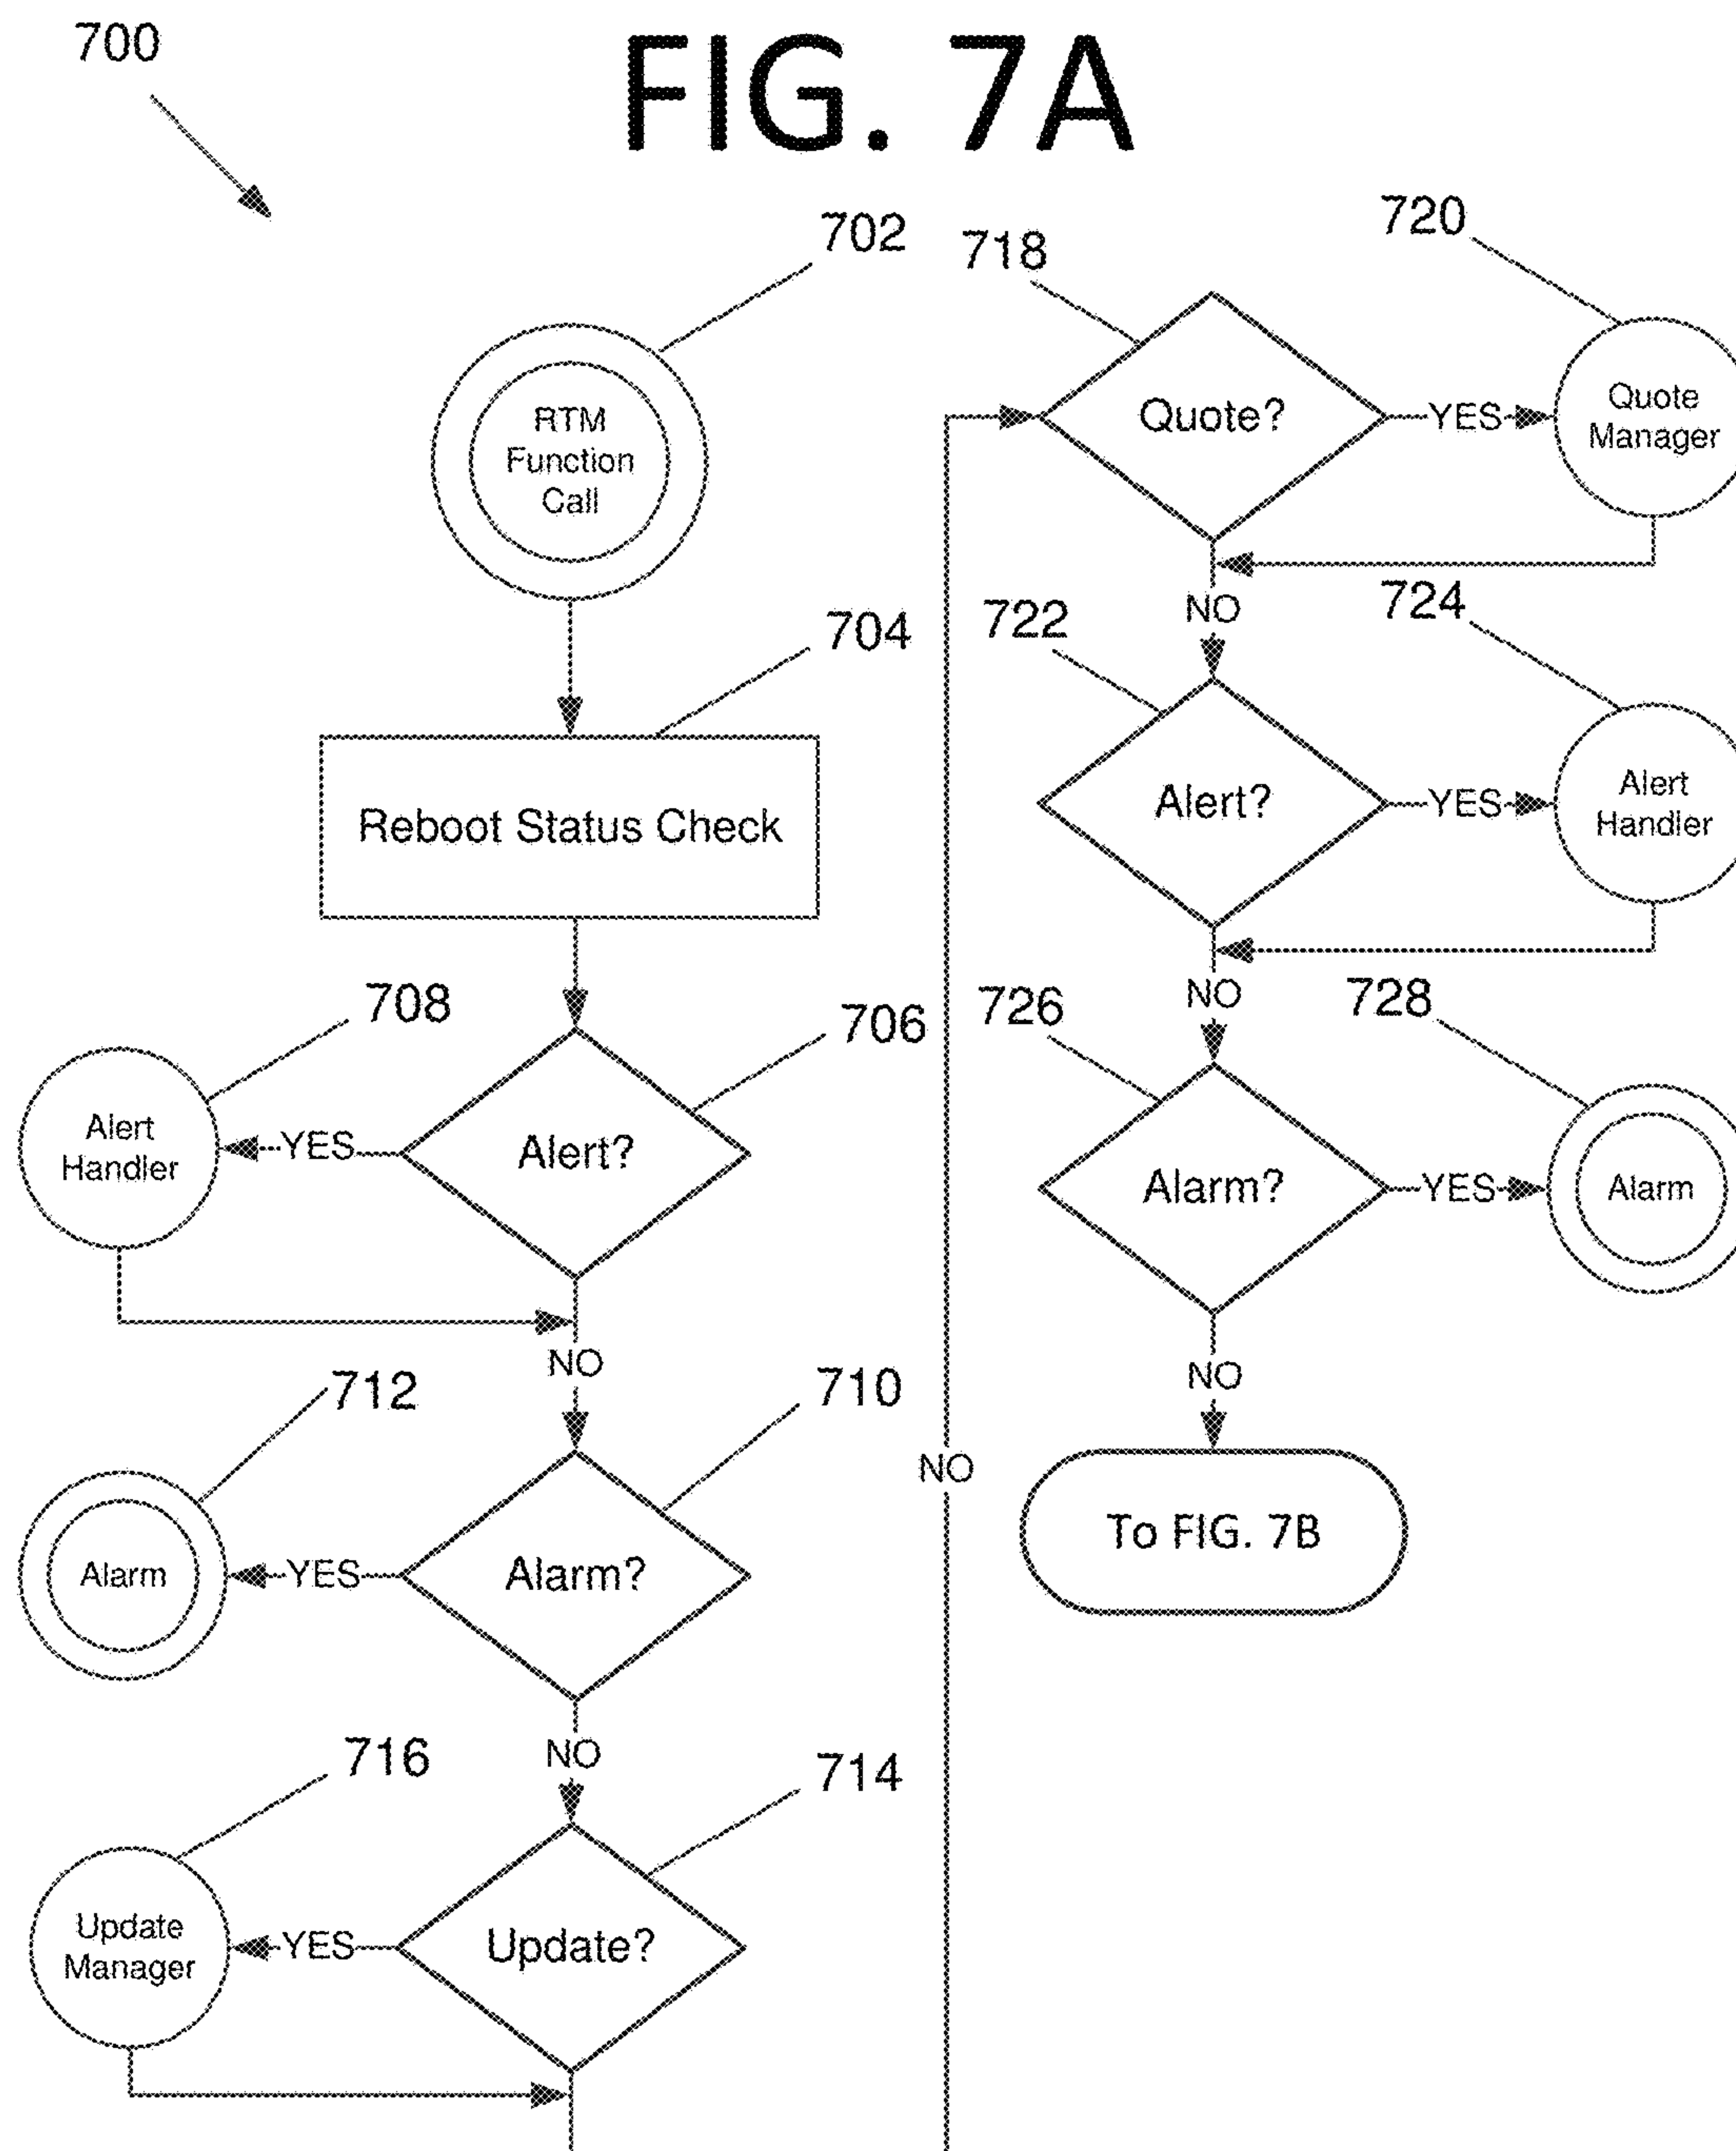 700
FIG. 7A
702
RTM
Function
Call
704
Reboot Status Check
708
706
Alert
Handler
YES
Alert?
NO
712
710
Alarm
YES
Alarm?
NO
716
714
Update
Manager
YES
Update?
NO
718
720
Quote?
YES
Quote
Manager
NO
722
724
Alert?
YES
Alert
Handler
NO
726
728
Alarm?
YES
Alarm
NO
To FIG. 7B